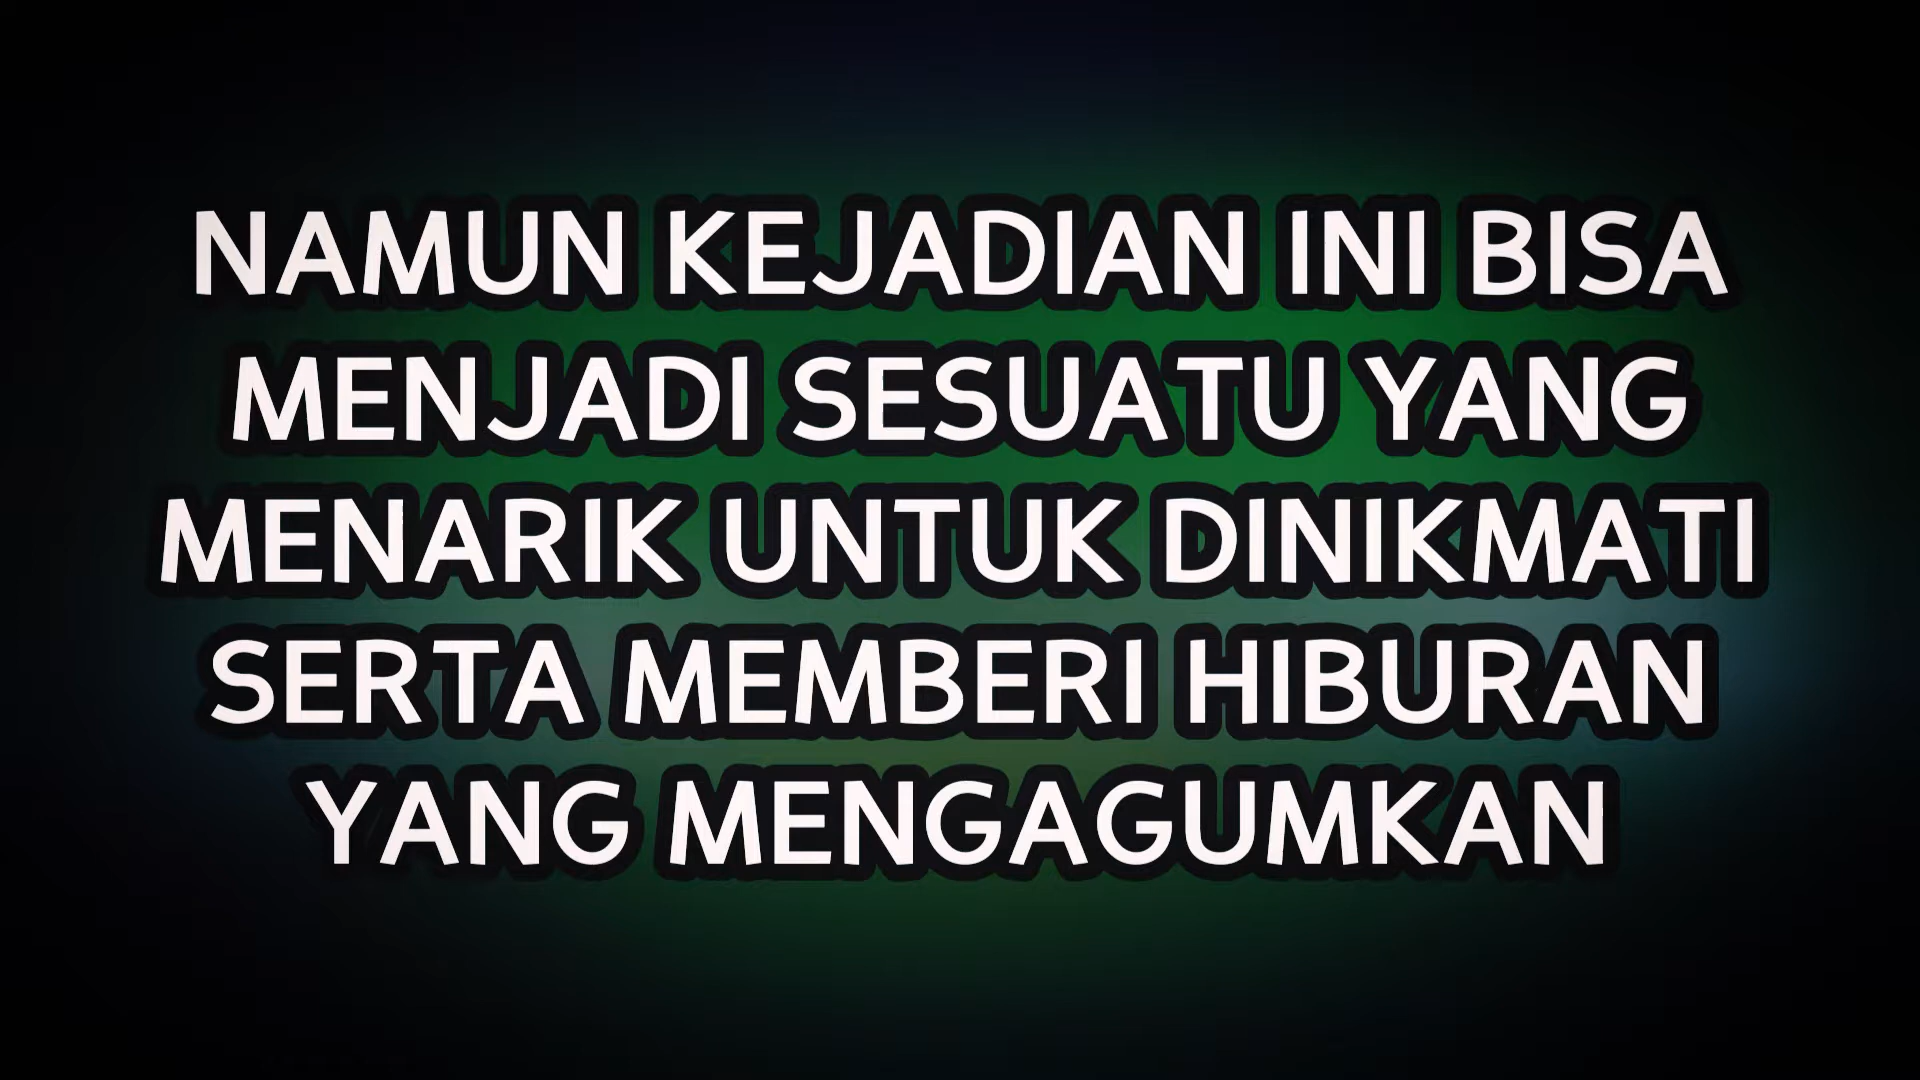 NAMUN KEJADIAN INI BISA
MENJADI SESUATU YANG
MENARIK UNTUK DINIKMATI
SERTA MEMBERI HIBURAN
YANG MENGAGUMKAN